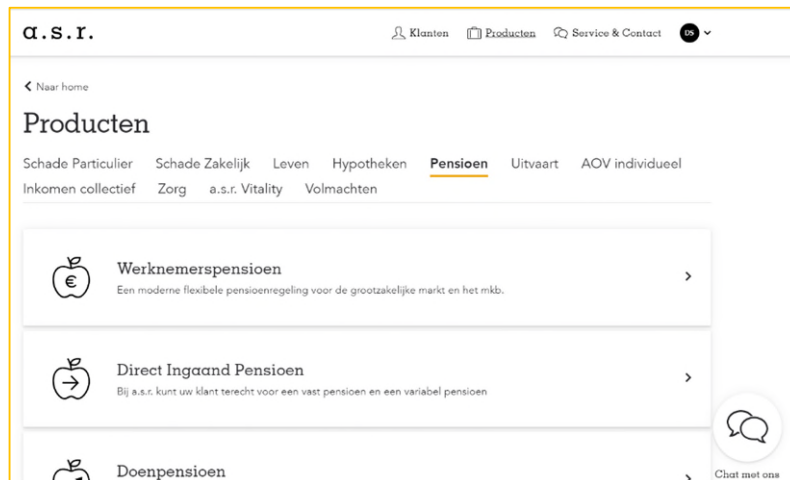 a.s.r.
Klanten Producten Service & Contact DS
Naar home
Producten
Schade Particulier Schade Zakelijk Leven Hypotheken Pensioen Uitvaart AOV individueel
Inkomen collectief Zorg a.s.r. Vitality Volmachten
€
Werknemerspensioen
Een moderne flexibele pensioenregeling voor de grootzakelijke markt en het mkb.
Direct Ingaand Pensioen
Bij a.s.r. kunt uw klant terecht voor een vast pensioen en een variabel pensioen
Doenpensioen
Chat met ons